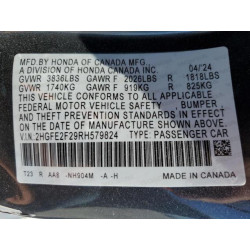 MFD. BY HONDA OF CANADA MFG.,
A DIVISION OF HONDA CANADA INC. 04/'24
GVWR 3836LBS GAWR F 2026LBS R 1818LBS
GVWR 1740KG GAWR F 919KG R 825KG
THIS VEHICLE CONFORMS TO ALL APPLICABLE
FEDERAL MOTOR VEHICLE SAFETY, BUMPER,
AND THEFT PREVENTION STANDARDS IN EFFECT
ON THE DATE OF MANUFACTURE SHOWN ABOVE.
V.I.N: 2HGFE2F29RH579824 TYPE: PASSENGER CAR
T23 R AA8 -NH904M -A -H
MADE IN CANADA